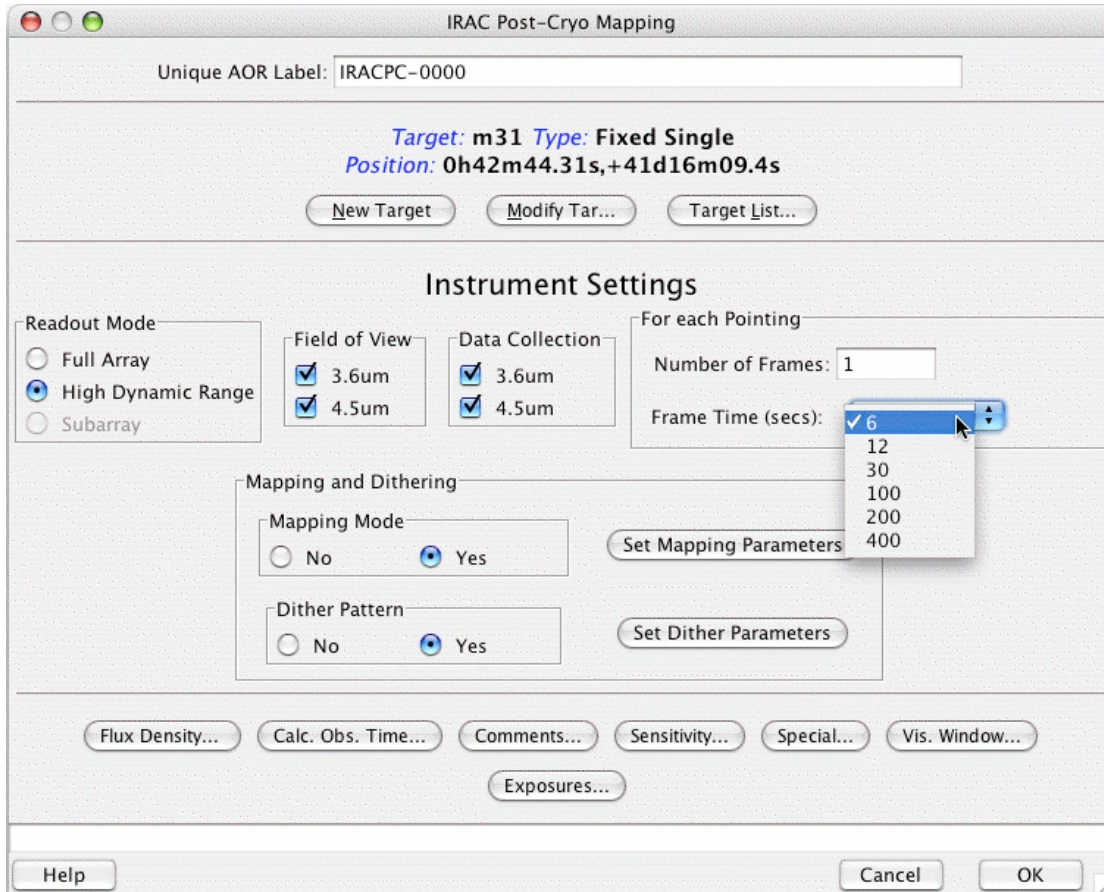 IRAC Post-Cryo Mapping
Unique AOR Label: IRACPC-0000
Target: m31 Type: Fixed Single
Position: 0h42m44.31s,+41d16m09.4s
New Target Modify Tar... Target List...
Instrument Settings
Readout Mode
Full Array
High Dynamic Range
Subarray
Field of View
3.6um
4.5um
Data Collection
3.6um
4.5um
For each Pointing
Number of Frames: 1
Frame Time (secs):
6
12
30
100
200
400
Mapping and Dithering
Mapping Mode
No Yes
Set Mapping Parameters
Dither Pattern
No Yes
Set Dither Parameters
Flux Density... Calc. Obs. Time... Comments... Sensitivity... Special... Vis. Window...
Exposures...
Help Cancel OK